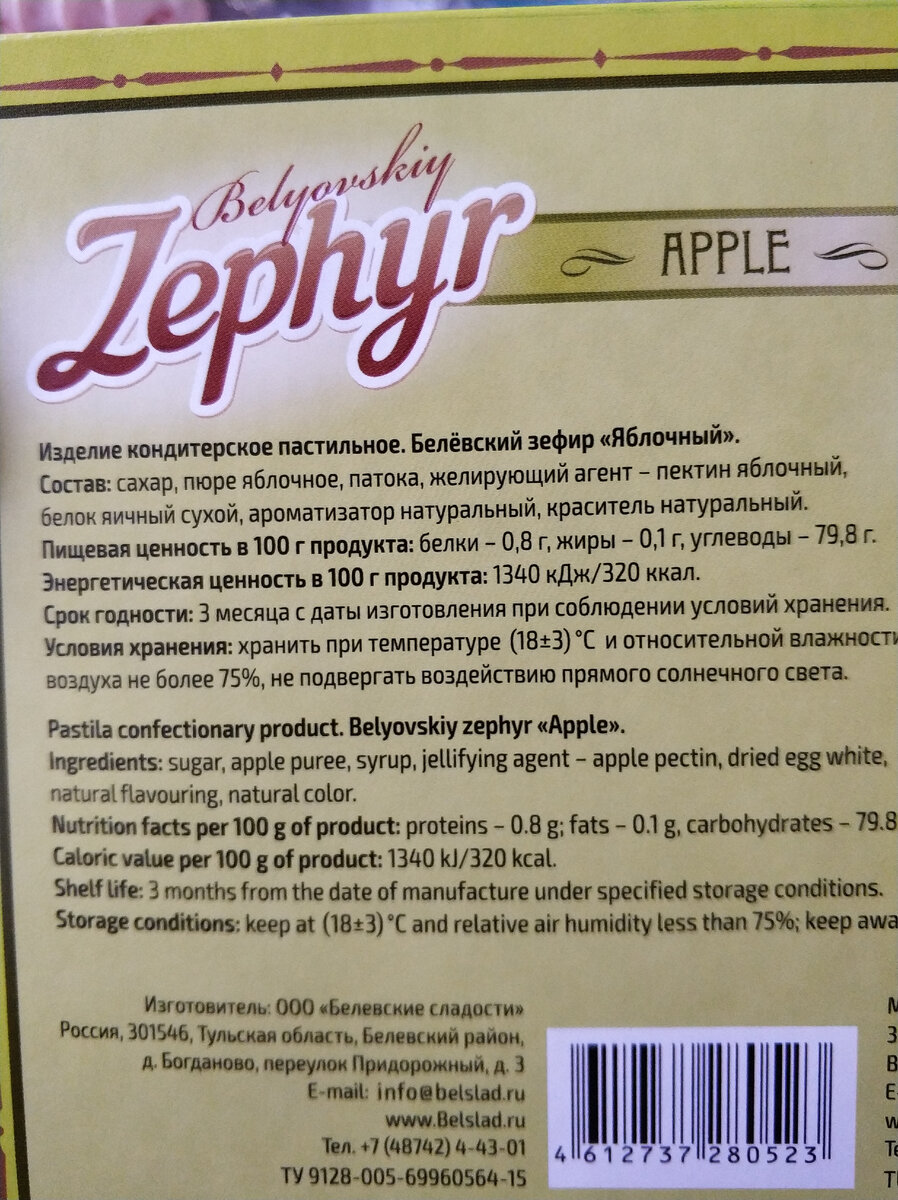 Belyovskiy
Zephyr
APPLE
Изделие кондитерское пастильное. Белёвский зефир «Яблочный».
Состав: сахар, пюре яблочное, патока, желирующий агент – пектин яблочный,
белок яичный сухой, ароматизатор натуральный, краситель натуральный.
Пищевая ценность в 100 г продукта: белки – 0,8 г, жиры – 0,1 г, углеводы – 79,8 г.
Энергетическая ценность в 100 г продукта: 1340 кДж/320 ккал.
Срок годности: 3 месяца с даты изготовления при соблюдении условий хранения.
Условия хранения: хранить при температуре (18±3)°С и относительной влажности
воздуха не более 75%, не подвергать воздействию прямого солнечного света.
Pastila confectionary product. Belyovskiy zephyr «Apple».
Ingredients: sugar, apple puree, syrup, jellifying agent – apple pectin, dried egg white,
natural flavouring, natural color.
Nutrition facts per 100 g of product: proteins – 0.8 g; fats – 0.1 g, carbohydrates – 79.8
Caloric value per 100 g of product: 1340 kJ/320 kcal.
Shelf life: 3 months from the date of manufacture under specified storage conditions.
Storage conditions: keep at (18±3)°C and relative air humidity less than 75%; keep awa
Изготовитель: ООО «Белевские сладости»
Россия, 301546, Тульская область, Белевский район,
д. Богданово, переулок Придорожный, д. 3
E-mail: info@belslad.ru
www.Belslad.ru
Тел. +7 (48742) 4-43-01
ТУ 9128-005-69960564-15
4 612737 280523